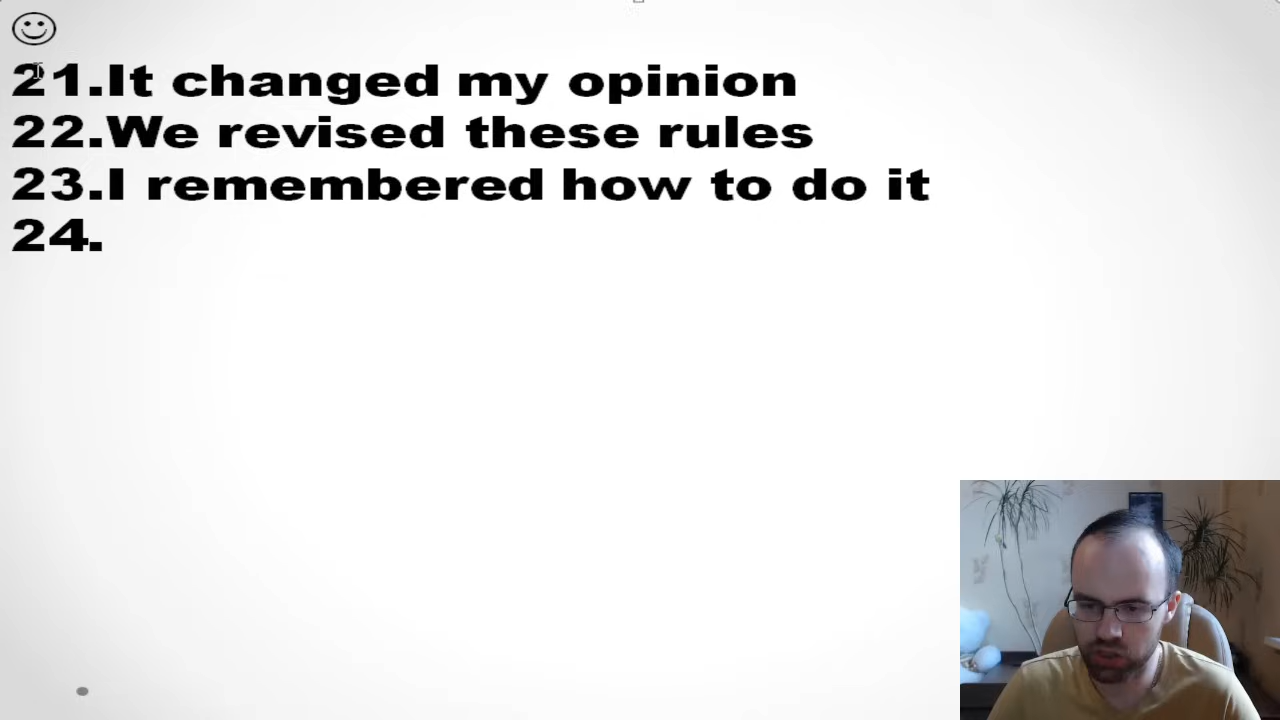 21.It changed my opinion
22.We revised these rules
23.I remembered how to do it
24.